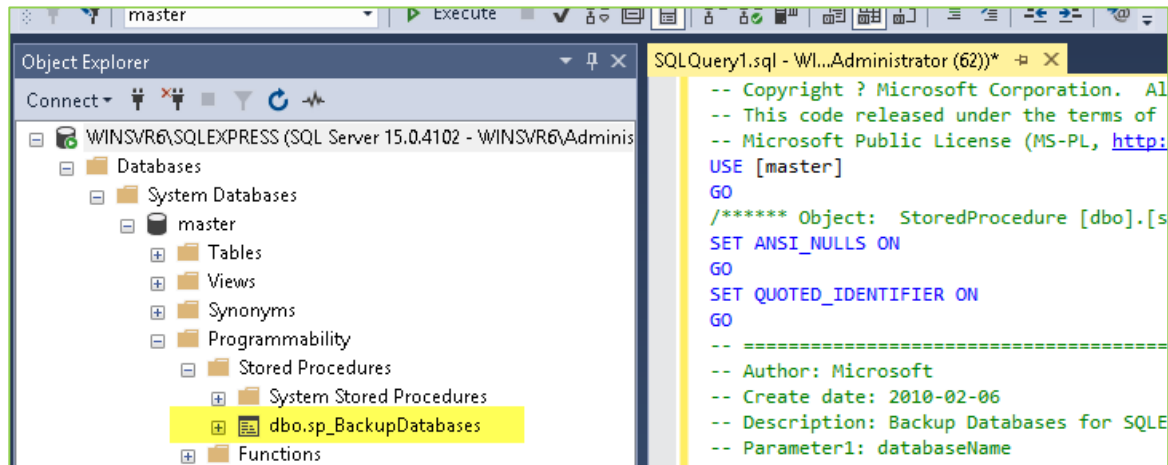 master
Execute
Object Explorer
Connect
WINSVR6\SQLEXPRESS (SQL Server 15.0.4102 - WINSVR6\Adminis
Databases
System Databases
master
Tables
Views
Synonyms
Programmability
Stored Procedures
System Stored Procedures
dbo.sp_BackupDatabases
Functions
SQLQuery1.sql - WI...Administrator (62))*
-- Copyright ? Microsoft Corporation.  Al
-- This code released under the terms of
-- Microsoft Public License (MS-PL, http:
USE [master]
GO
/****** Object:  StoredProcedure [dbo].[s
SET ANSI_NULLS ON
GO
SET QUOTED_IDENTIFIER ON
GO
-- ======================================
-- Author: Microsoft
-- Create date: 2010-02-06
-- Description: Backup Databases for SQLE
-- Parameter1: databaseName